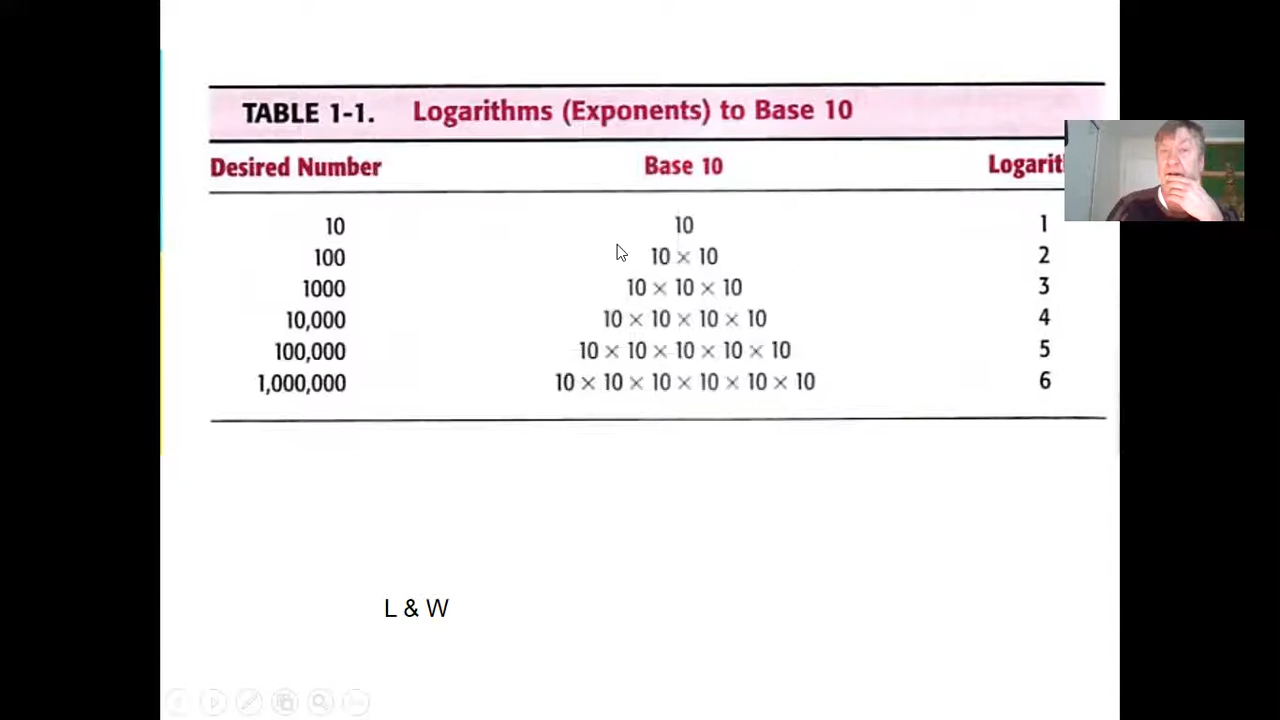 TABLE 1-1. Logarithms (Exponents) to Base 10
Desired Number Base 10 Logarit
10 10 1
100 10 × 10 2
1000 10 × 10 × 10 3
10,000 10 × 10 × 10 × 10 4
100,000 10 × 10 × 10 × 10 × 10 5
1,000,000 10 × 10 × 10 × 10 × 10 × 10 6
L & W